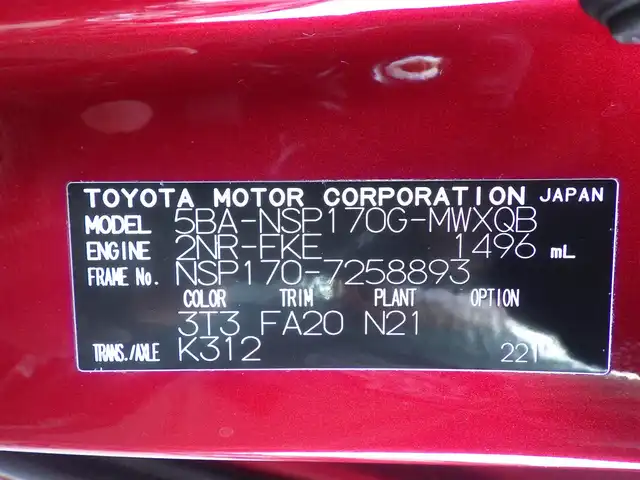 TOYOTA MOTOR CORPORATION JAPAN
MODEL 5BA-NSP170G-MWXQB
ENGINE 2NR-FKE 1496 mL
FRAME No. NSP170-7258893
COLOR TRIM PLANT OPTION
3T3 FA20 N21
TRANS./AXLE K312 221